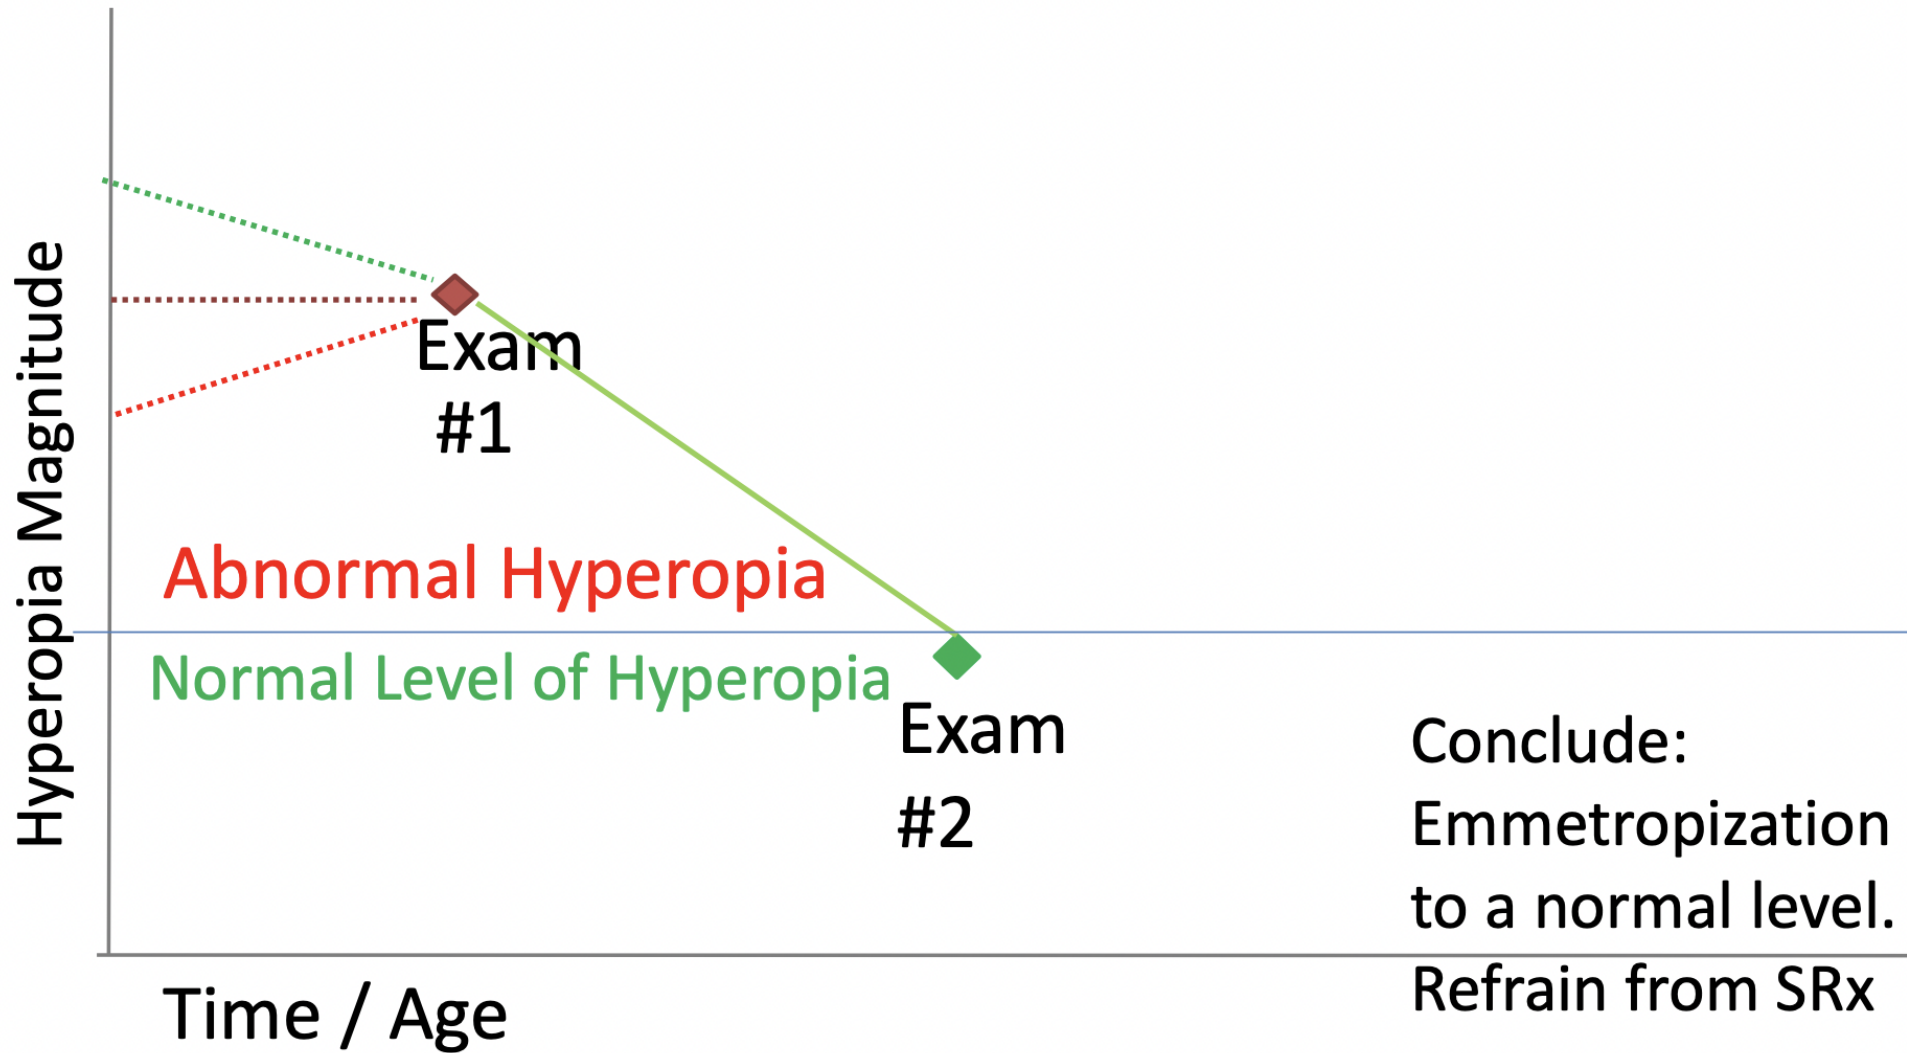 Hyperopia Magnitude
Exam
#1
Abnormal Hyperopia
Normal Level of Hyperopia
Exam
#2
Conclude:
Emmetropization
to a normal level.
Refrain from SRx
Time / Age